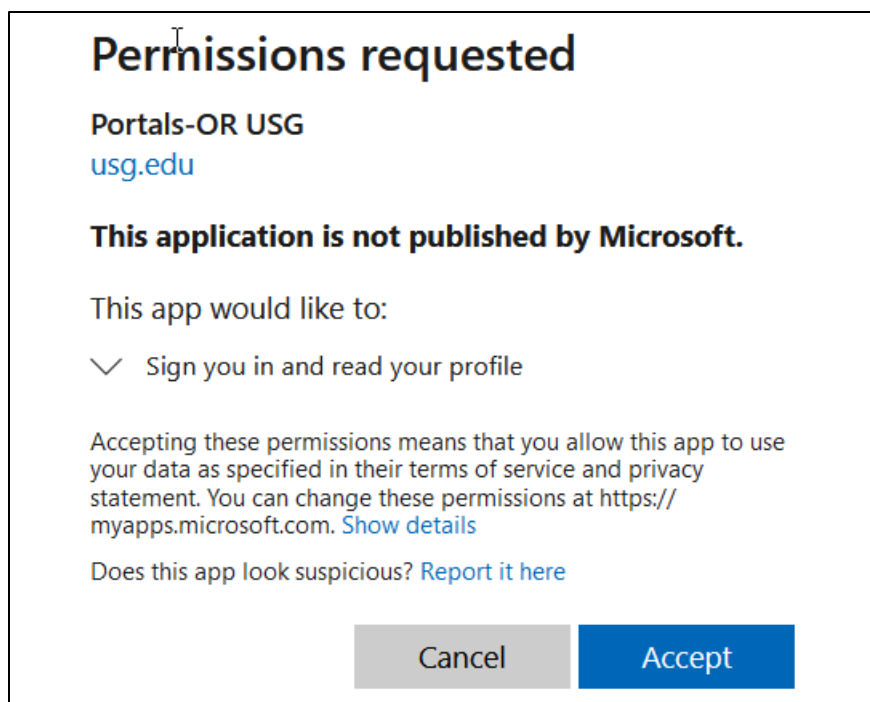 Permissions requested
Portals-OR USG
usg.edu
This application is not published by Microsoft.
This app would like to:
Sign you in and read your profile
Accepting these permissions means that you allow this app to use
your data as specified in their terms of service and privacy
statement. You can change these permissions at https://
myapps.microsoft.com. Show details
Does this app look suspicious? Report it here
Cancel Accept